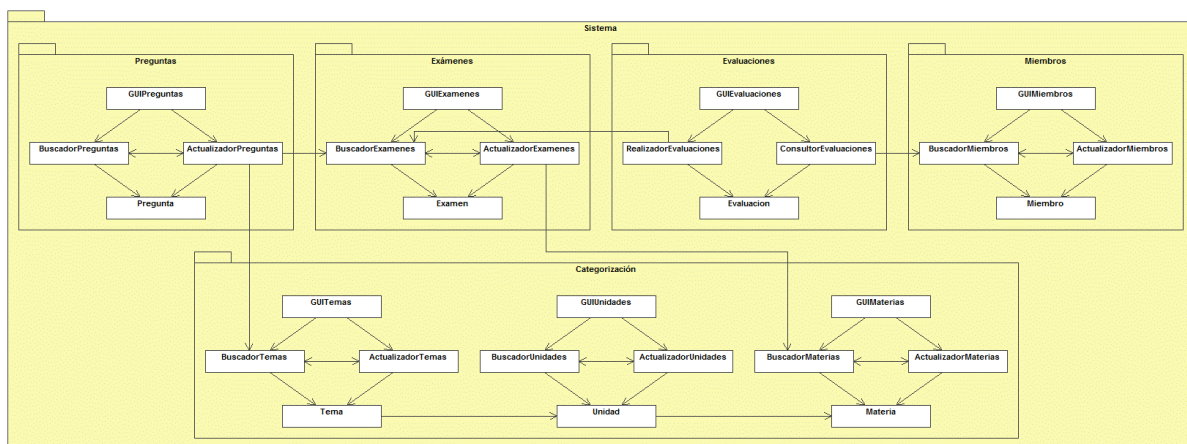 Sistema
Preguntas
GUIPreguntas
BuscadorPreguntas
ActualizadorPreguntas
Pregunta
Exámenes
GUIExamenes
BuscadorExamenes
ActualizadorExamenes
Examen
Evaluaciones
GUIEvaluaciones
RealizadorEvaluaciones
ConsultorEvaluaciones
Evaluacion
Miembros
GUIMiembros
BuscadorMiembros
ActualizadorMiembros
Miembro
Categorización
GUITemas
BuscadorTemas
ActualizadorTemas
Tema
GUIUnidades
BuscadorUnidades
ActualizadorUnidades
Unidad
GUIMaterias
BuscadorMaterias
ActualizadorMaterias
Materia